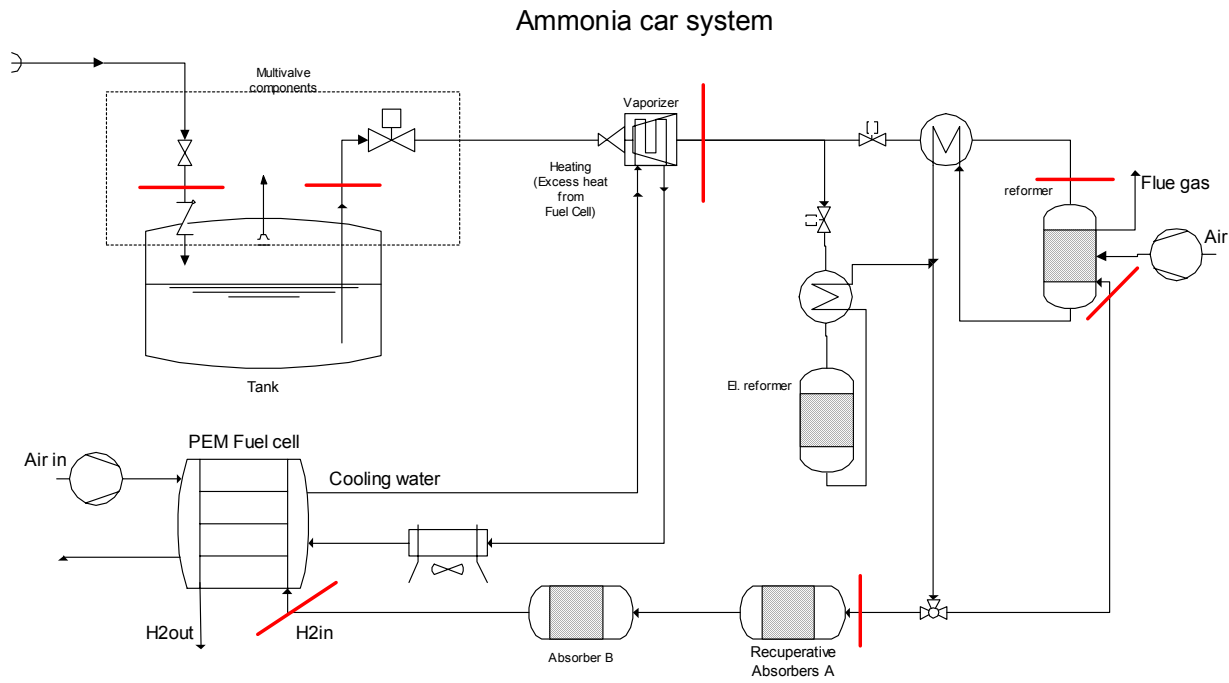 Ammonia car system
Multivalve
components
Vaporizer
Heating
(Excess heat
from
Fuel Cell)
reformer
Flue gas
Air
Tank
El. reformer
PEM Fuel cell
Air in
Cooling water
H2out
H2in
Absorber B
Recuperative
Absorbers A